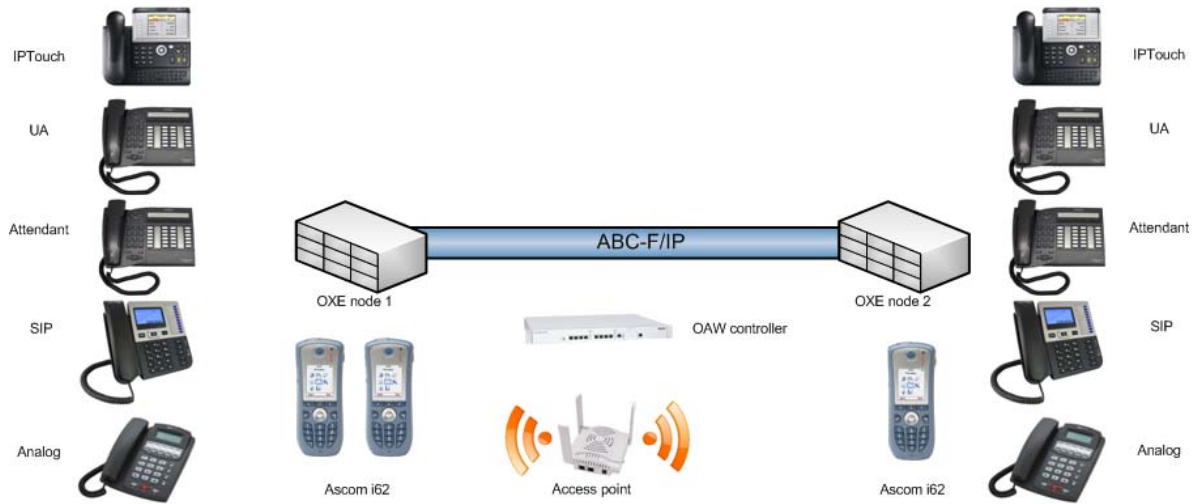 IPTouch
IPTouch
UA
UA
Attendant
Attendant
ABC-F/IP
OXE node 1
OXE node 2
SIP
OAW controller
SIP
Analog
Analog
Ascom i62
Access point
Ascom i62